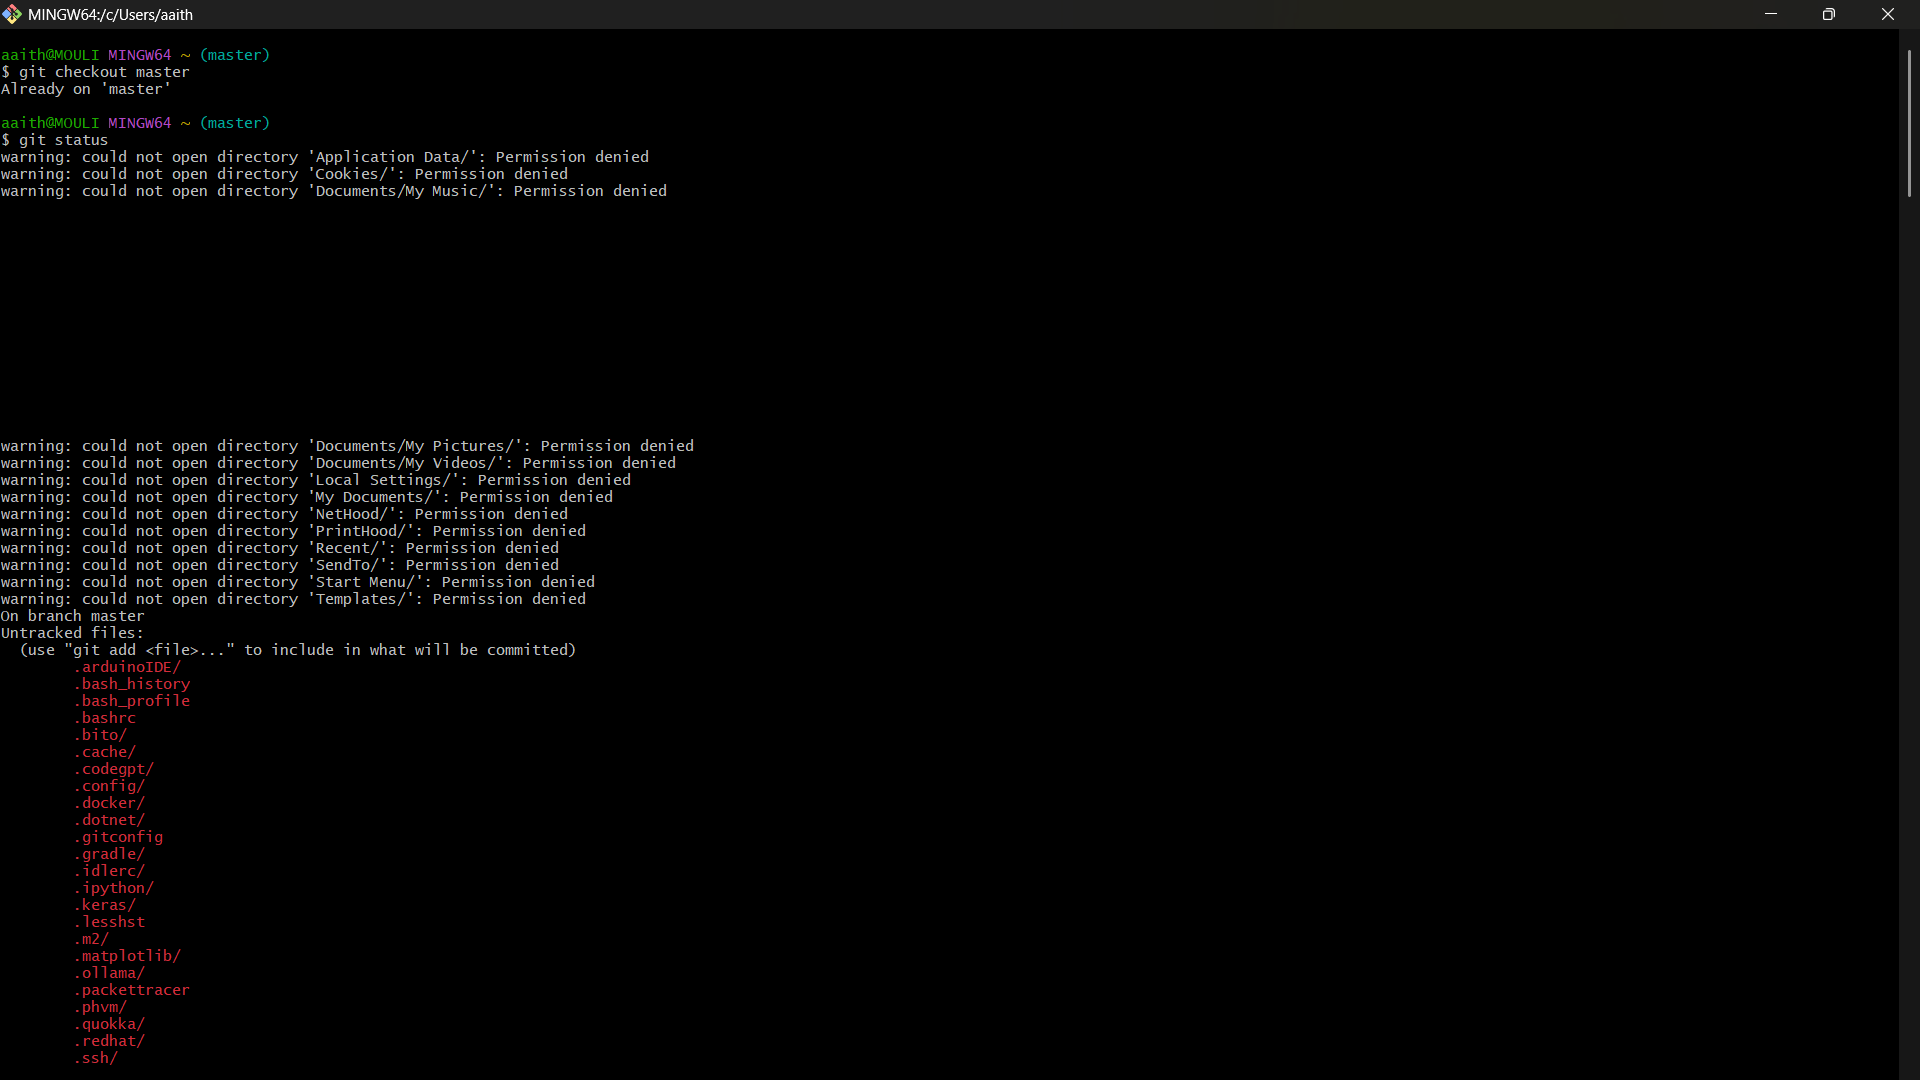 MINGW64:/c/Users/aaith
aaith@MOULI MINGW64 ~ (master)
$ git checkout master
Already on 'master'
aaith@MOULI MINGW64 ~ (master)
$ git status
warning: could not open directory 'Application Data/': Permission denied
warning: could not open directory 'Cookies/': Permission denied
warning: could not open directory 'Documents/My Music/': Permission denied
warning: could not open directory 'Documents/My Pictures/': Permission denied
warning: could not open directory 'Documents/My Videos/': Permission denied
warning: could not open directory 'Local Settings/': Permission denied
warning: could not open directory 'My Documents/': Permission denied
warning: could not open directory 'NetHood/': Permission denied
warning: could not open directory 'PrintHood/': Permission denied
warning: could not open directory 'Recent/': Permission denied
warning: could not open directory 'SendTo/': Permission denied
warning: could not open directory 'Start Menu/': Permission denied
warning: could not open directory 'Templates/': Permission denied
On branch master
Untracked files:
  (use "git add <file>..." to include in what will be committed)
        .arduinoIDE/
        .bash_history
        .bash_profile
        .bashrc
        .bito/
        .cache/
        .codegpt/
        .config/
        .docker/
        .dotnet/
        .gitconfig
        .gradle/
        .idlerc/
        .ipython/
        .keras/
        .lesshst
        .m2/
        .matplotlib/
        .ollama/
        .packettracer
        .phvm/
        .quokka/
        .redhat/
        .ssh/